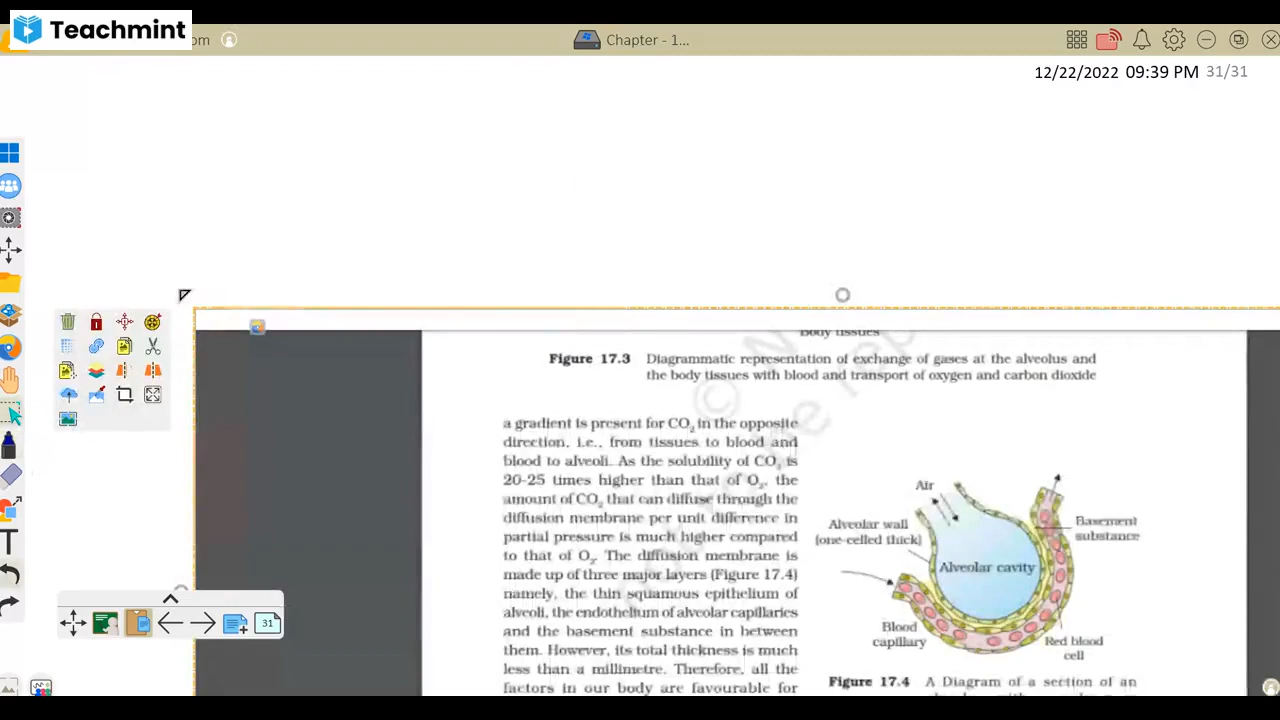 Teachmint
om
Chapter - 1...
12/22/2022 09:39 PM 31/31
Body tissues
Figure 17.3 Diagrammatic representation of exchange of gases at the alveolus and
the body tissues with blood and transport of oxygen and carbon dioxide
a gradient is present for CO₂ in the opposite
direction, i.e., from tissues to blood and
blood to alveoli. As the solubility of CO₂ is
20-25 times higher than that of O₂, the
amount of CO₂ that can diffuse through the
diffusion membrane per unit difference in
partial pressure is much higher compared
to that of O₂. The diffusion membrane is
made up of three major layers (Figure 17.4)
namely, the thin squamous epithelium of
alveoli, the endothelium of alveolar capillaries
and the basement substance in between
them. However, its total thickness is much
less than a millimetre. Therefore, all the
factors in our body are favourable for
Air
Alveolar wall
(one-celled thick)
Basement
substance
Alveolar cavity
Blood
capillary
Red blood
cell
Figure 17.4 A Diagram of a section of an
31